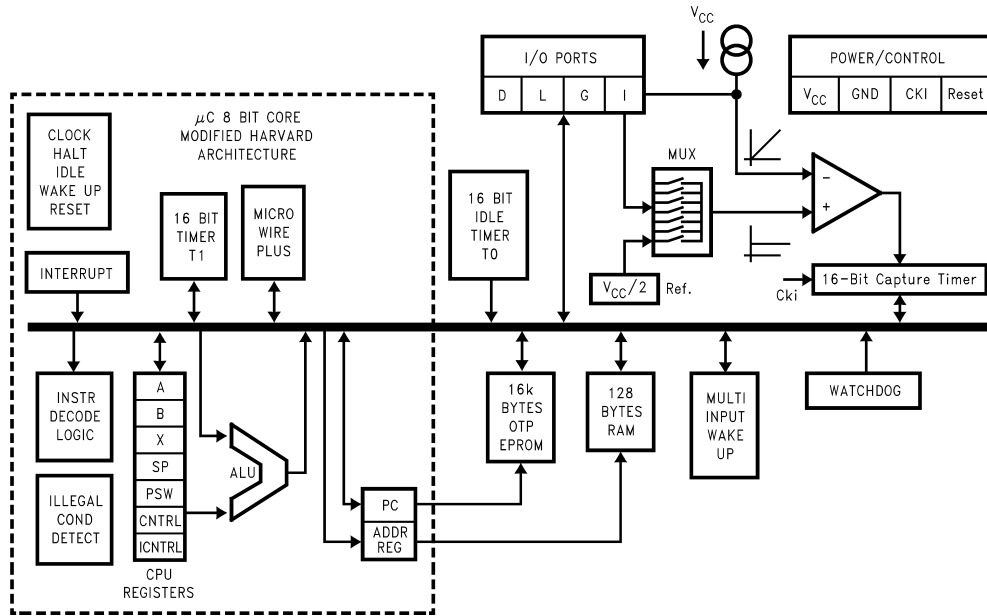 V_CC
I/O PORTS
D L G I
POWER/CONTROL
V_CC GND CKI Reset
μC 8 BIT CORE
MODIFIED HARVARD
ARCHITECTURE
CLOCK
HALT
IDLE
WAKE UP
RESET
16 BIT
TIMER
T1
MICRO
WIRE
PLUS
16 BIT
IDLE
TIMER
T0
MUX
−
+
INTERRUPT
V_CC/2 Ref.
Cki
16-Bit Capture Timer
INSTR
DECODE
LOGIC
A
B
X
SP
PSW
CNTRL
ICNTRL
CPU
REGISTERS
ALU
ILLEGAL
COND
DETECT
PC
ADDR
REG
16k
BYTES
OTP
EPROM
128
BYTES
RAM
MULTI
INPUT
WAKE
UP
WATCHDOG